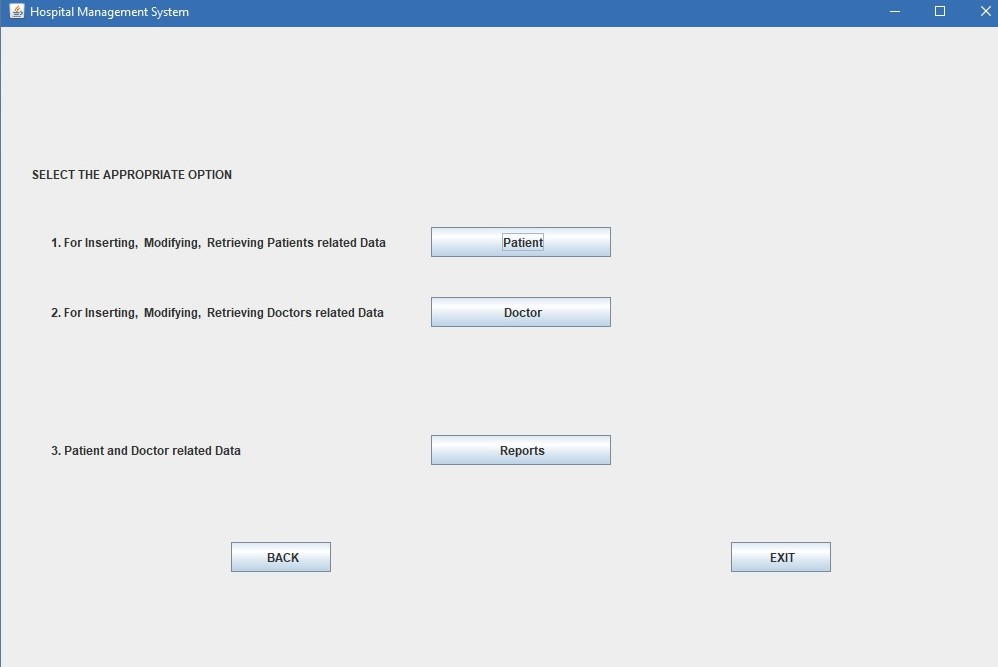 Hospital Management System
SELECT THE APPROPRIATE OPTION
1. For Inserting, Modifying, Retrieving Patients related Data
Patient
2. For Inserting, Modifying, Retrieving Doctors related Data
Doctor
3. Patient and Doctor related Data
Reports
BACK
EXIT